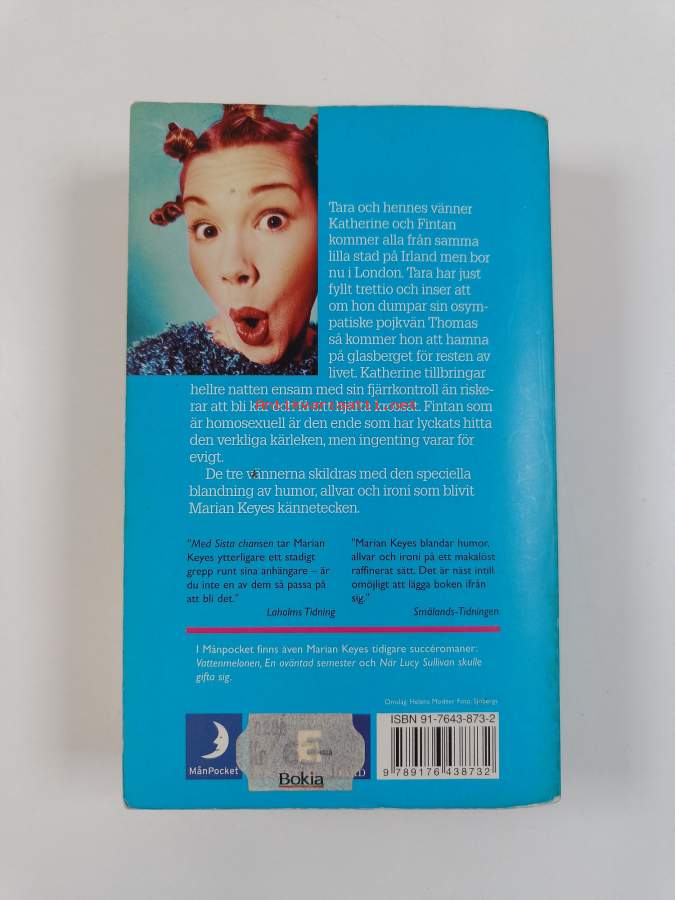 Tara och hennes vänner
Katherine och Fintan
kommer alla från samma
lilla stad på Irland men bor
nu i London. Tara har just
fyllt trettio och inser att
om hon dumpar sin osym-
patiske pojkvän Thomas
så kommer hon att hamna
på glasberget för resten av
livet. Katherine tillbringar
hellre natten ensam med sin fjärrkontroll än riske-
rar att bli kär och få sitt hjärta krossat. Fintan som
är homosexuell är den ende som har lyckats hitta
den verkliga kärleken, men ingenting varar för
evigt.
De tre vännerna skildras med den speciella
blandning av humor, allvar och ironi som blivit
Marian Keyes kännetecken.
"Med Sista chansen tar Marian
Keyes ytterligare ett stadigt
grepp runt sina anhängare – är
du inte en av dem så passa på
att bli det."
Laholms Tidning
"Marian Keyes blandar humor,
allvar och ironi på ett makalöst
raffinerat sätt. Det är näst intill
omöjligt att lägga boken ifrån
sig."
Smålands-Tidningen
I Månpocket finns även Marian Keyes tidigare succéromaner:
Vattenmelonen, En oväntad semester och När Lucy Sullivan skulle
gifta sig.
Omslag: Helena Modéer Foto: Sjöbergs
ISBN 91-7643-873-2
9 789176 438732
MånPocket
E
Bokia